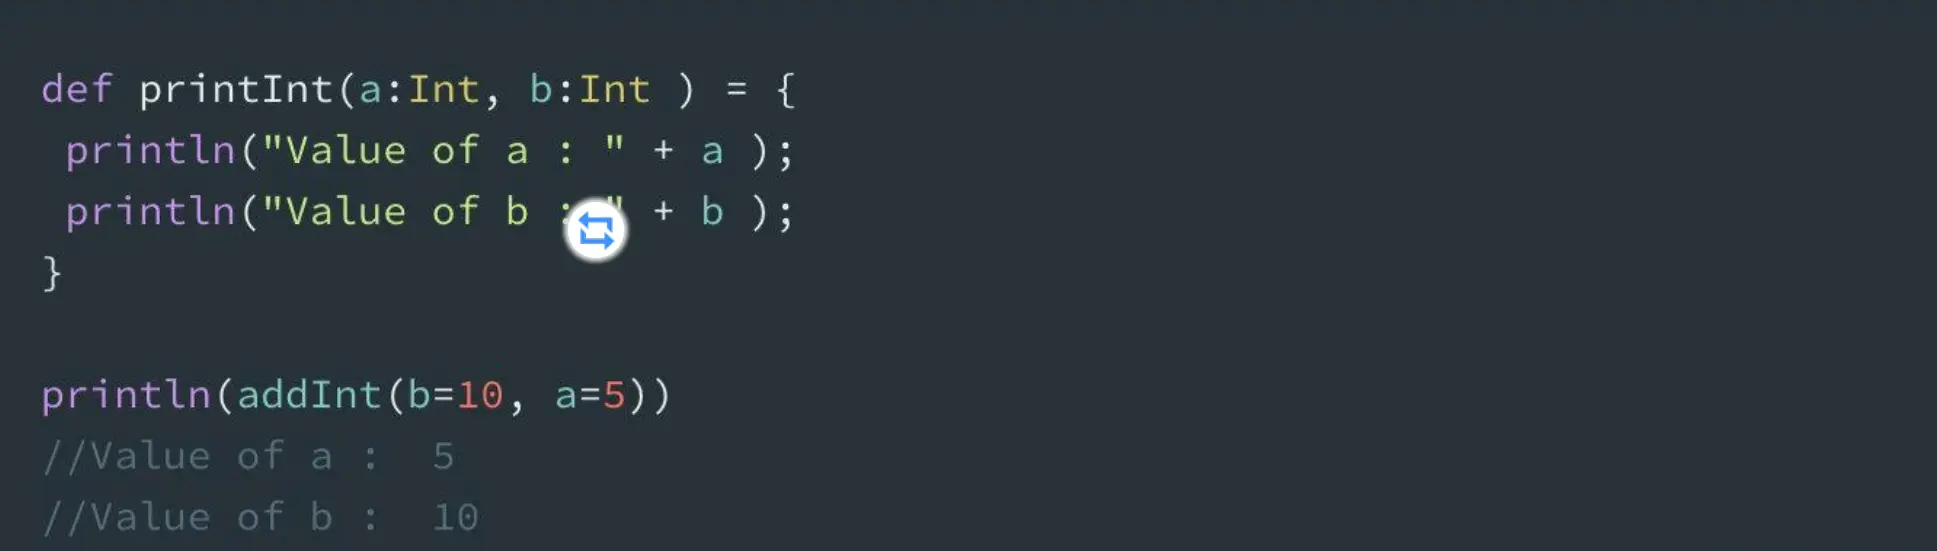 def printInt(a:Int, b:Int ) = {
 println("Value of a : " + a );
 println("Value of b : " + b );
}
println(addInt(b=10, a=5))
//Value of a :  5
//Value of b :  10